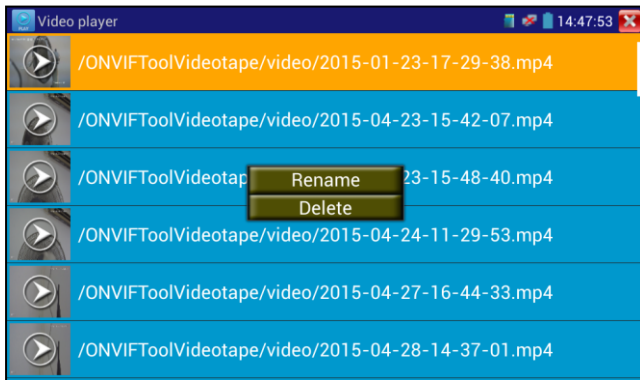 Video player 14:47:53
/ONVIFToolVideotape/video/2015-01-23-17-29-38.mp4
/ONVIFToolVideotape/video/2015-04-23-15-42-07.mp4
/ONVIFToolVideotap 23-15-48-40.mp4
Rename
Delete
/ONVIFToolVideotape/video/2015-04-24-11-29-53.mp4
/ONVIFToolVideotape/video/2015-04-27-16-44-33.mp4
/ONVIFToolVideotape/video/2015-04-28-14-37-01.mp4